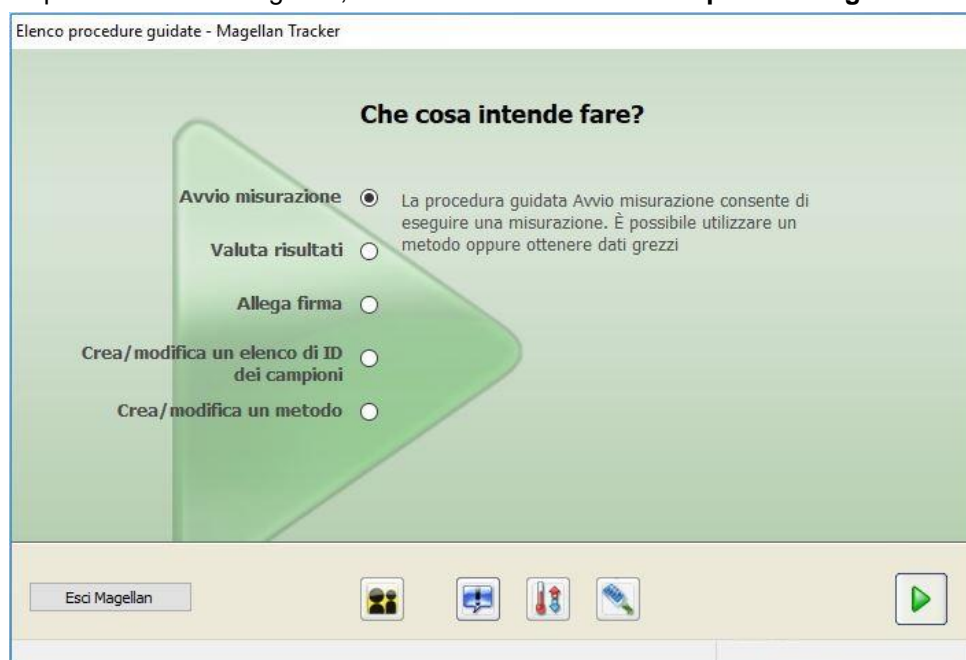 Elenco procedure guidate - Magellan Tracker
Che cosa intende fare?
Avvio misurazione
La procedura guidata Avvio misurazione consente di
eseguire una misurazione. È possibile utilizzare un
metodo oppure ottenere dati grezzi
Valuta risultati
Allega firma
Crea/modifica un elenco di ID
dei campioni
Crea/modifica un metodo
Esci Magellan